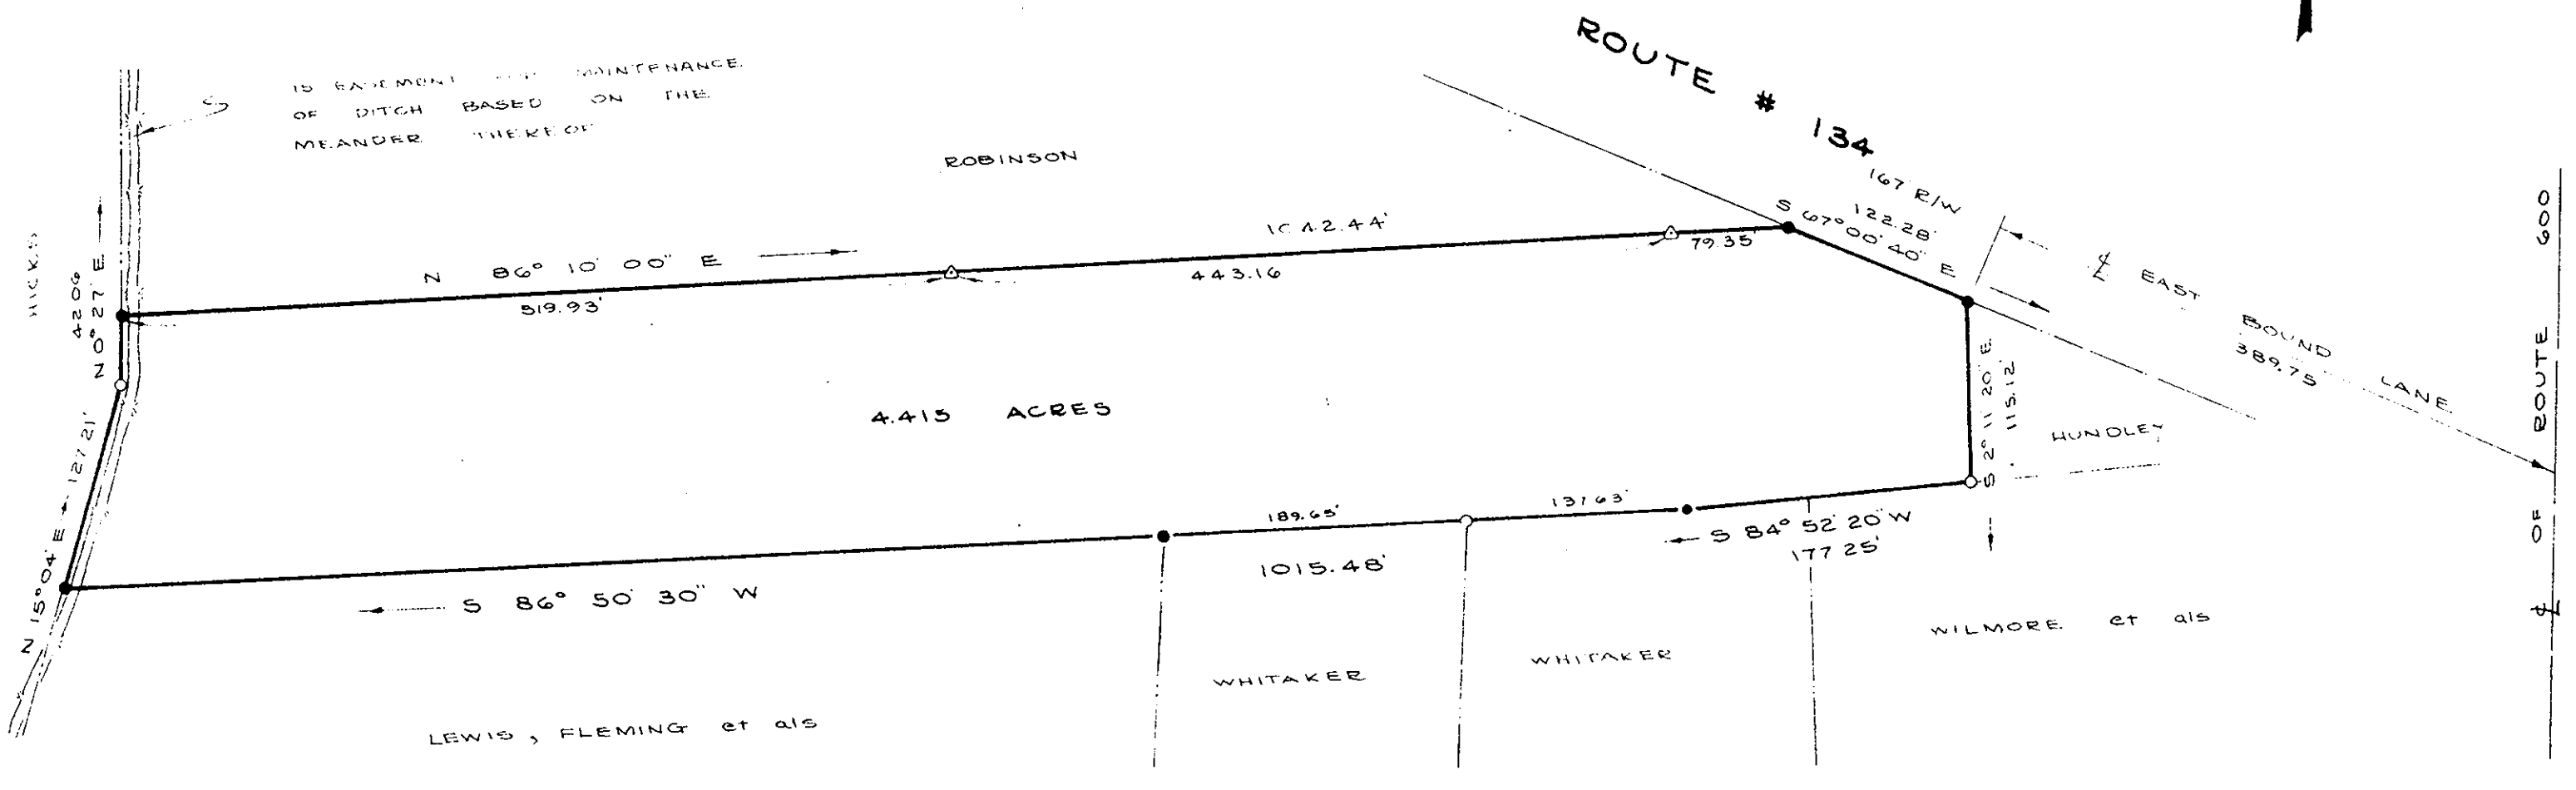 ROUTE # 134
15 EASEMENT MAINTENANCE
OF DITCH BASED ON THE
MEANDER THEREOF
ROBINSON
167' R/W
122.28'
S 67° 00' 40" E
℄ EAST BOUND LANE
389.75
℄ OF ROUTE 600
HICKS
42.06
N 0° 27' E
N 86° 10' 00" E
519.93'
443.16
79.35'
4.415 ACRES
S 2° 11' 20" E
115.12'
HUNDLEY
N 15° 04' E
127.21'
189.65'
137.63'
1015.48'
S 84° 52' 20" W
177.25'
S 86° 50' 30" W
WHITAKER
WHITAKER
WILMORE et als
LEWIS, FLEMING et als